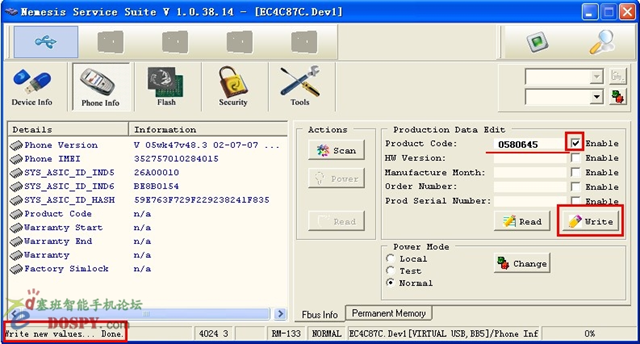 Nemesis Service Suite V 1.0.38.14 - [EC4C87C.Dev1]
Device Info
Phone Info
Flash
Security
Tools
Details Information
Phone Version V 05wk47v48.3 02-07-07 ...
Phone IMEI 352757010284015
SYS_ASIC_ID_IND5 26A00010
SYS_ASIC_ID_IND6 BE8B0154
SYS_ASIC_ID_HASH 59E763F729F229238241F835
Product Code n/a
Warranty Start n/a
Warranty End n/a
Warranty n/a
Factory Simlock n/a
Actions
Scan
Power
Read
Production Data Edit
Product Code: 0580645 Enable
HW Version: Enable
Manufacture Month: Enable
Order Number: Enable
Prod Serial Number: Enable
Read
Write
Power Mode
Local
Test
Normal
Change
Fbus Info
Permanent Memory
塞班智能手机论坛
DOSPY.com
Write new values... Done.
4024 3
RM-133
NORMAL
EC4C87C.Dev1[VIRTUAL USB,BB5]/Phone Inf
0%